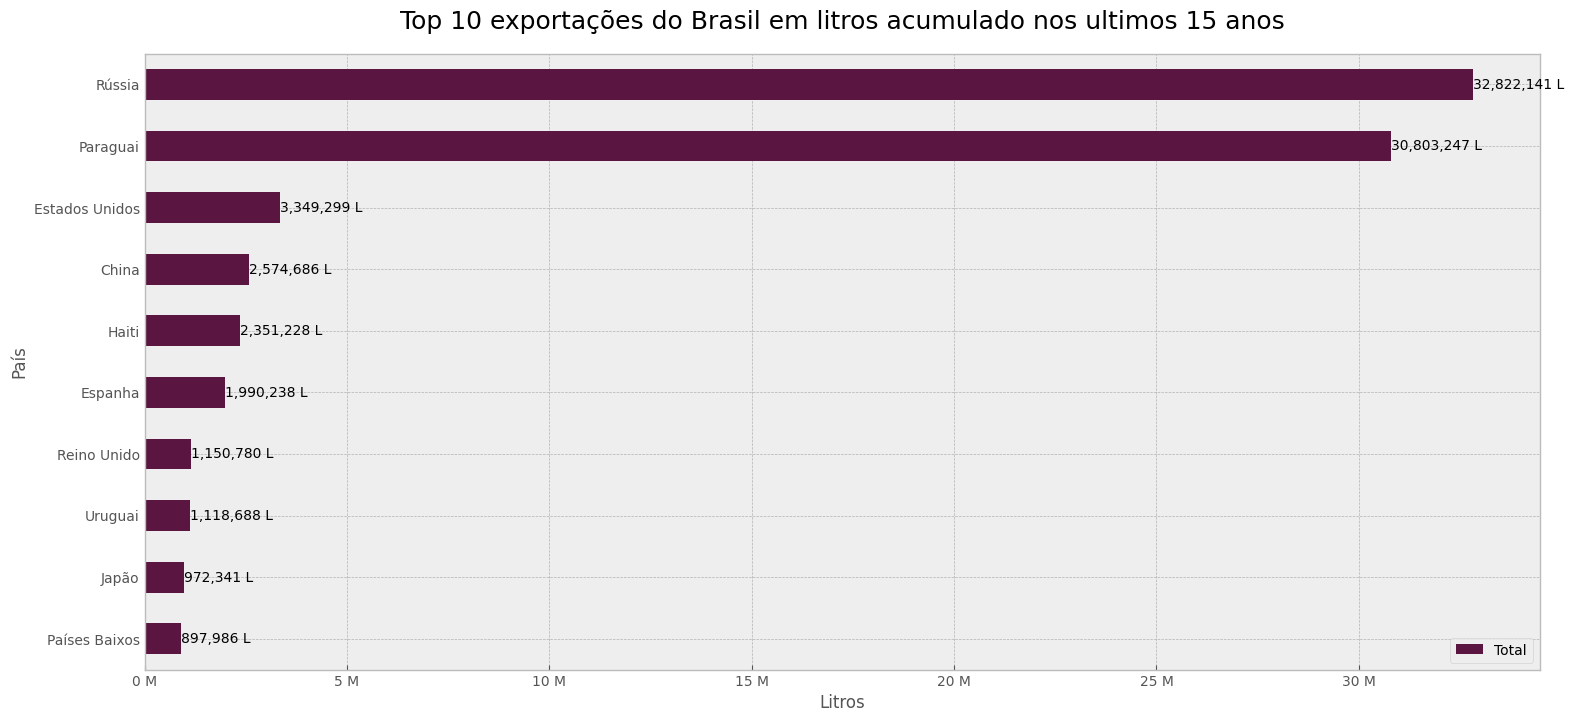 Top 10 exportações do Brasil em litros acumulado nos ultimos 15 anos
País
Rússia 32,822,141 L
Paraguai 30,803,247 L
Estados Unidos 3,349,299 L
China 2,574,686 L
Haiti 2,351,228 L
Espanha 1,990,238 L
Reino Unido 1,150,780 L
Uruguai 1,118,688 L
Japão 972,341 L
Países Baixos 897,986 L
Total
0 M 5 M 10 M 15 M 20 M 25 M 30 M
Litros